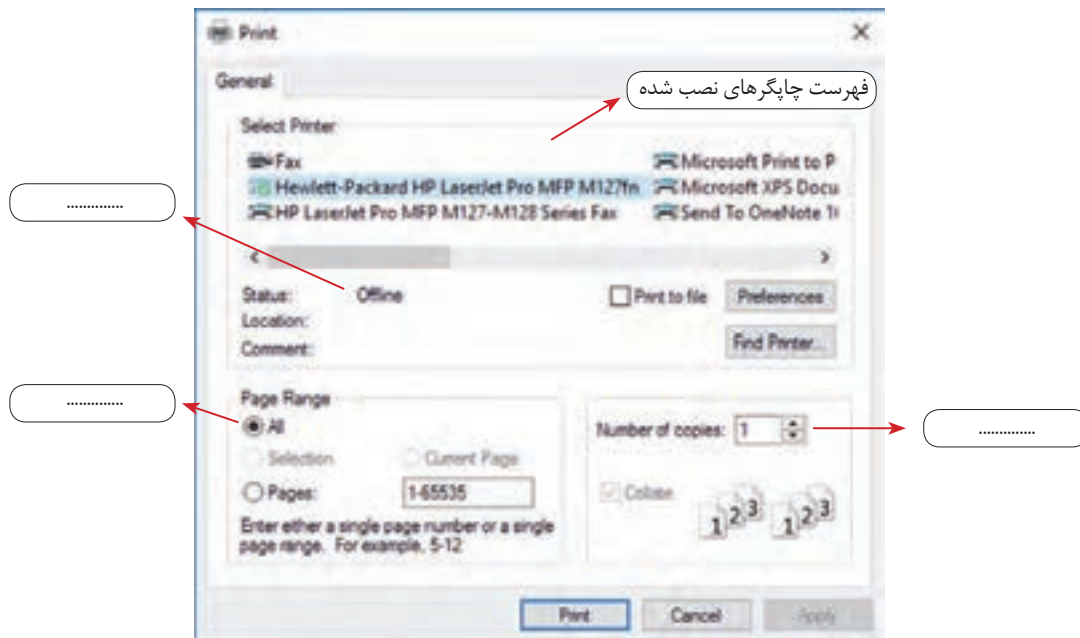 Print
General
فهرست چاپگرهای نصب شده
Select Printer
Fax
Microsoft Print to P
Hewlett-Packard HP LaserJet Pro MFP M127fn
Microsoft XPS Docu
HP LaserJet Pro MFP M127-M128 Series Fax
Send To OneNote 1
.............
Status: Offline
Print to file
Preferences
Location:
Comment:
Find Printer...
.............
Page Range
All
Selection
Current Page
Pages: 1-65535
Enter either a single page number or a single
page range. For example, 5-12
Number of copies: 1
.............
Collate
1 2 3 1 2 3
Print
Cancel
Apply